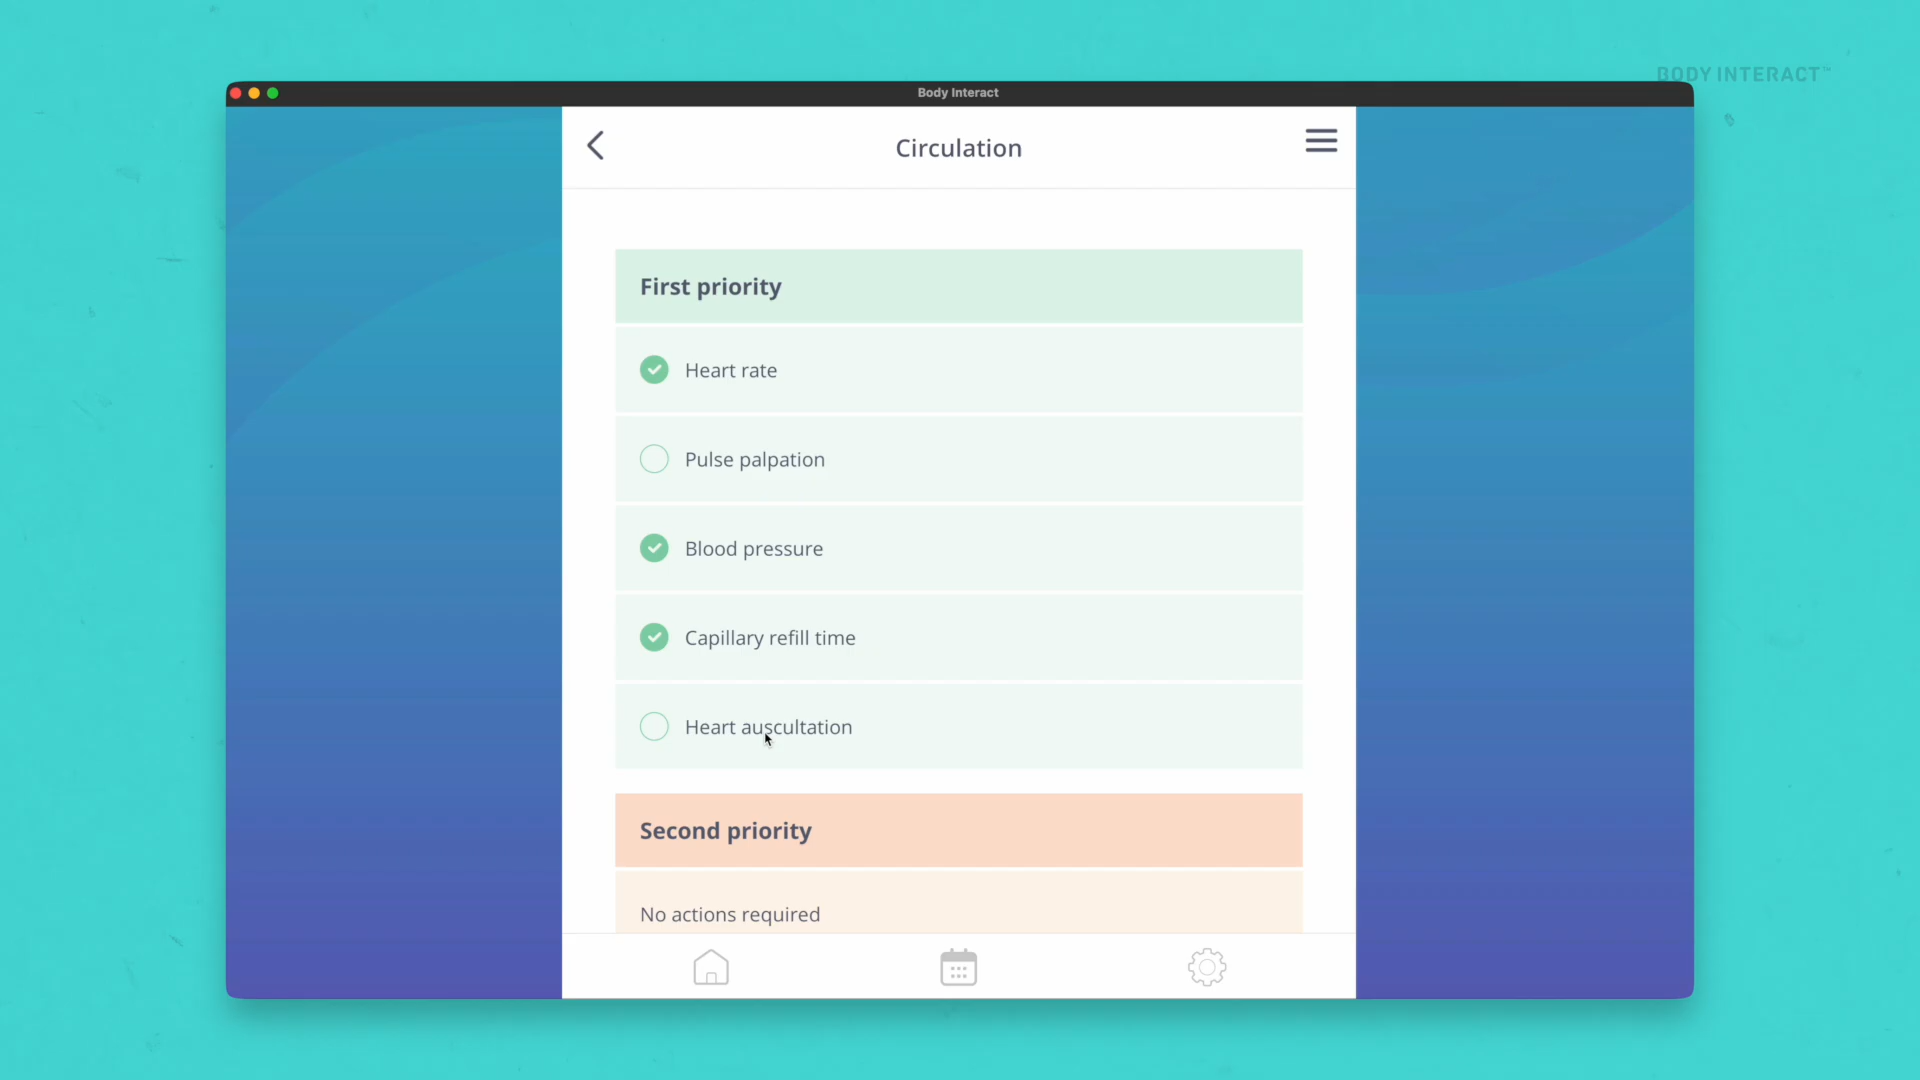 BODY INTERACT™
Body Interact
Circulation
First priority
Heart rate
Pulse palpation
Blood pressure
Capillary refill time
Heart auscultation
Second priority
No actions required